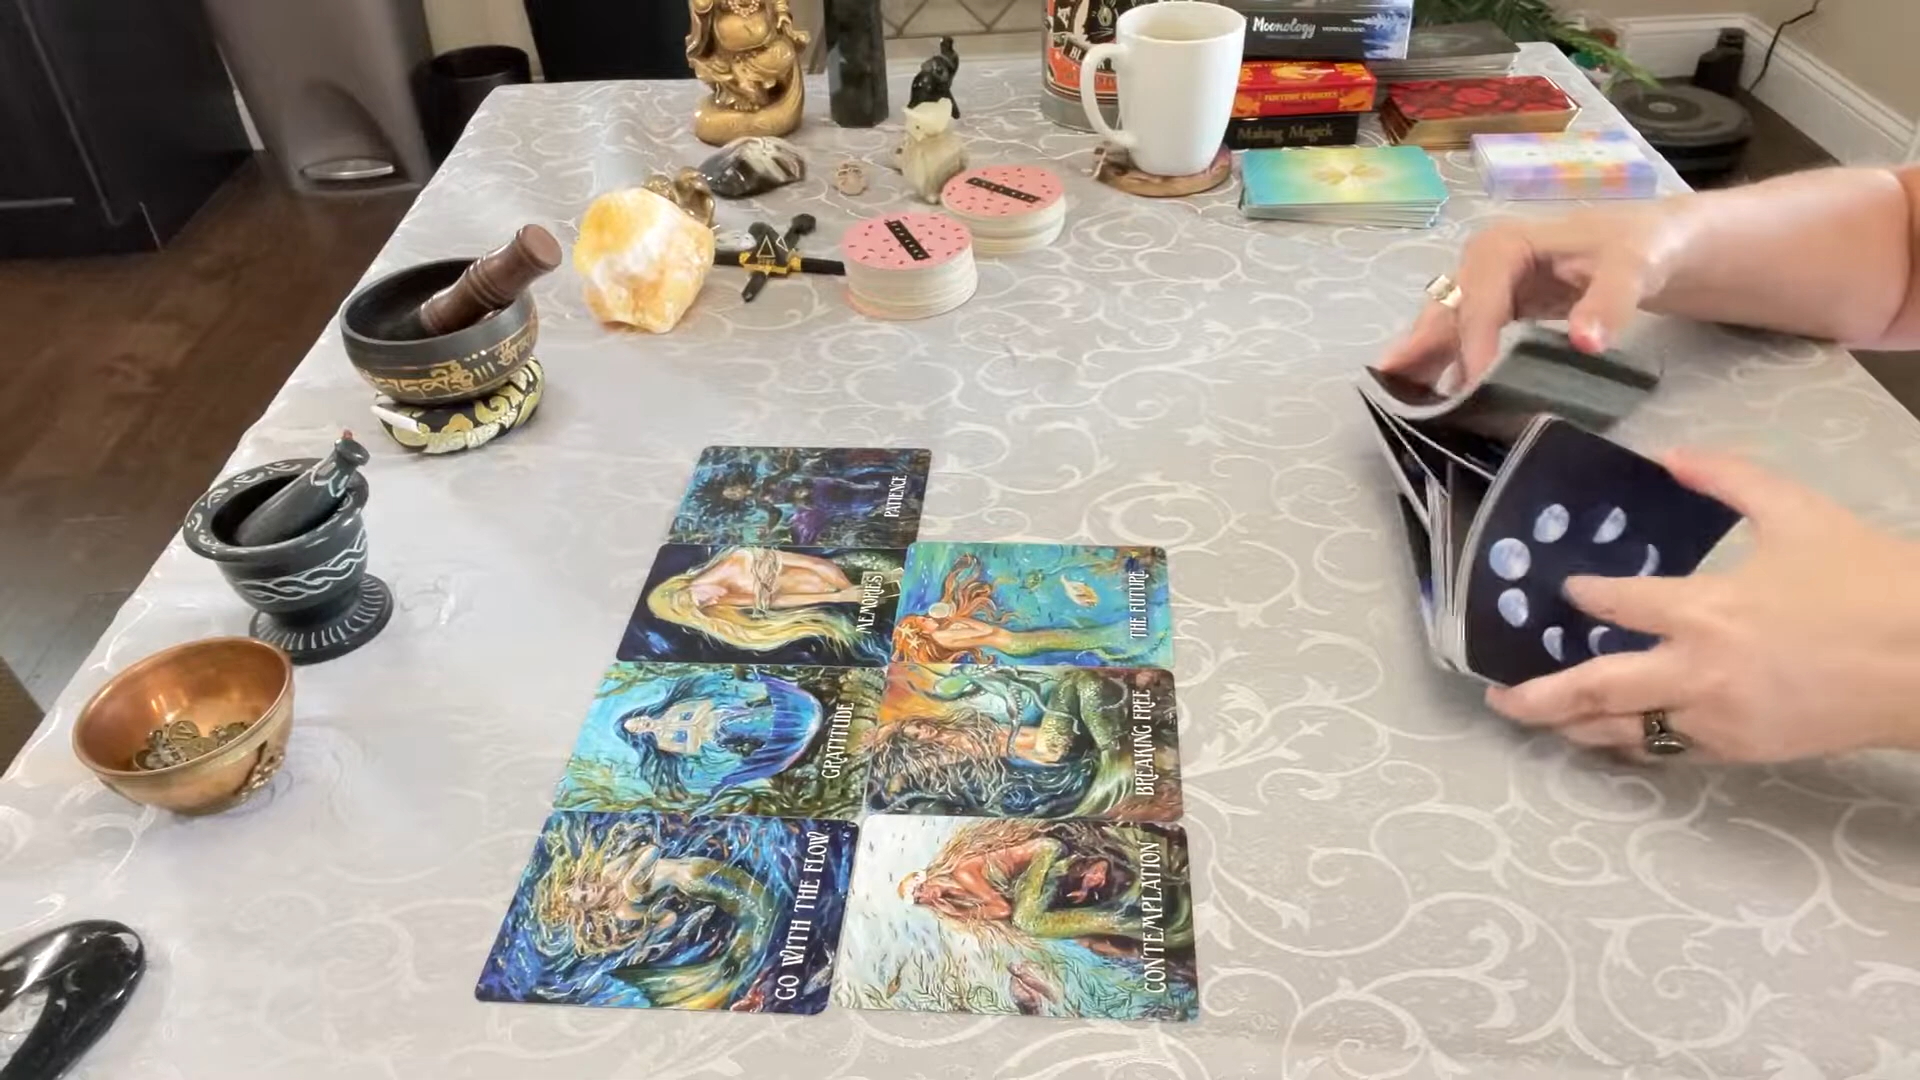 Moonology
Making Magick
PATIENCE
MEMORIES
THE FUTURE
GRATITUDE
BREAKING FREE
GO WITH THE FLOW
CONTEMPLATION